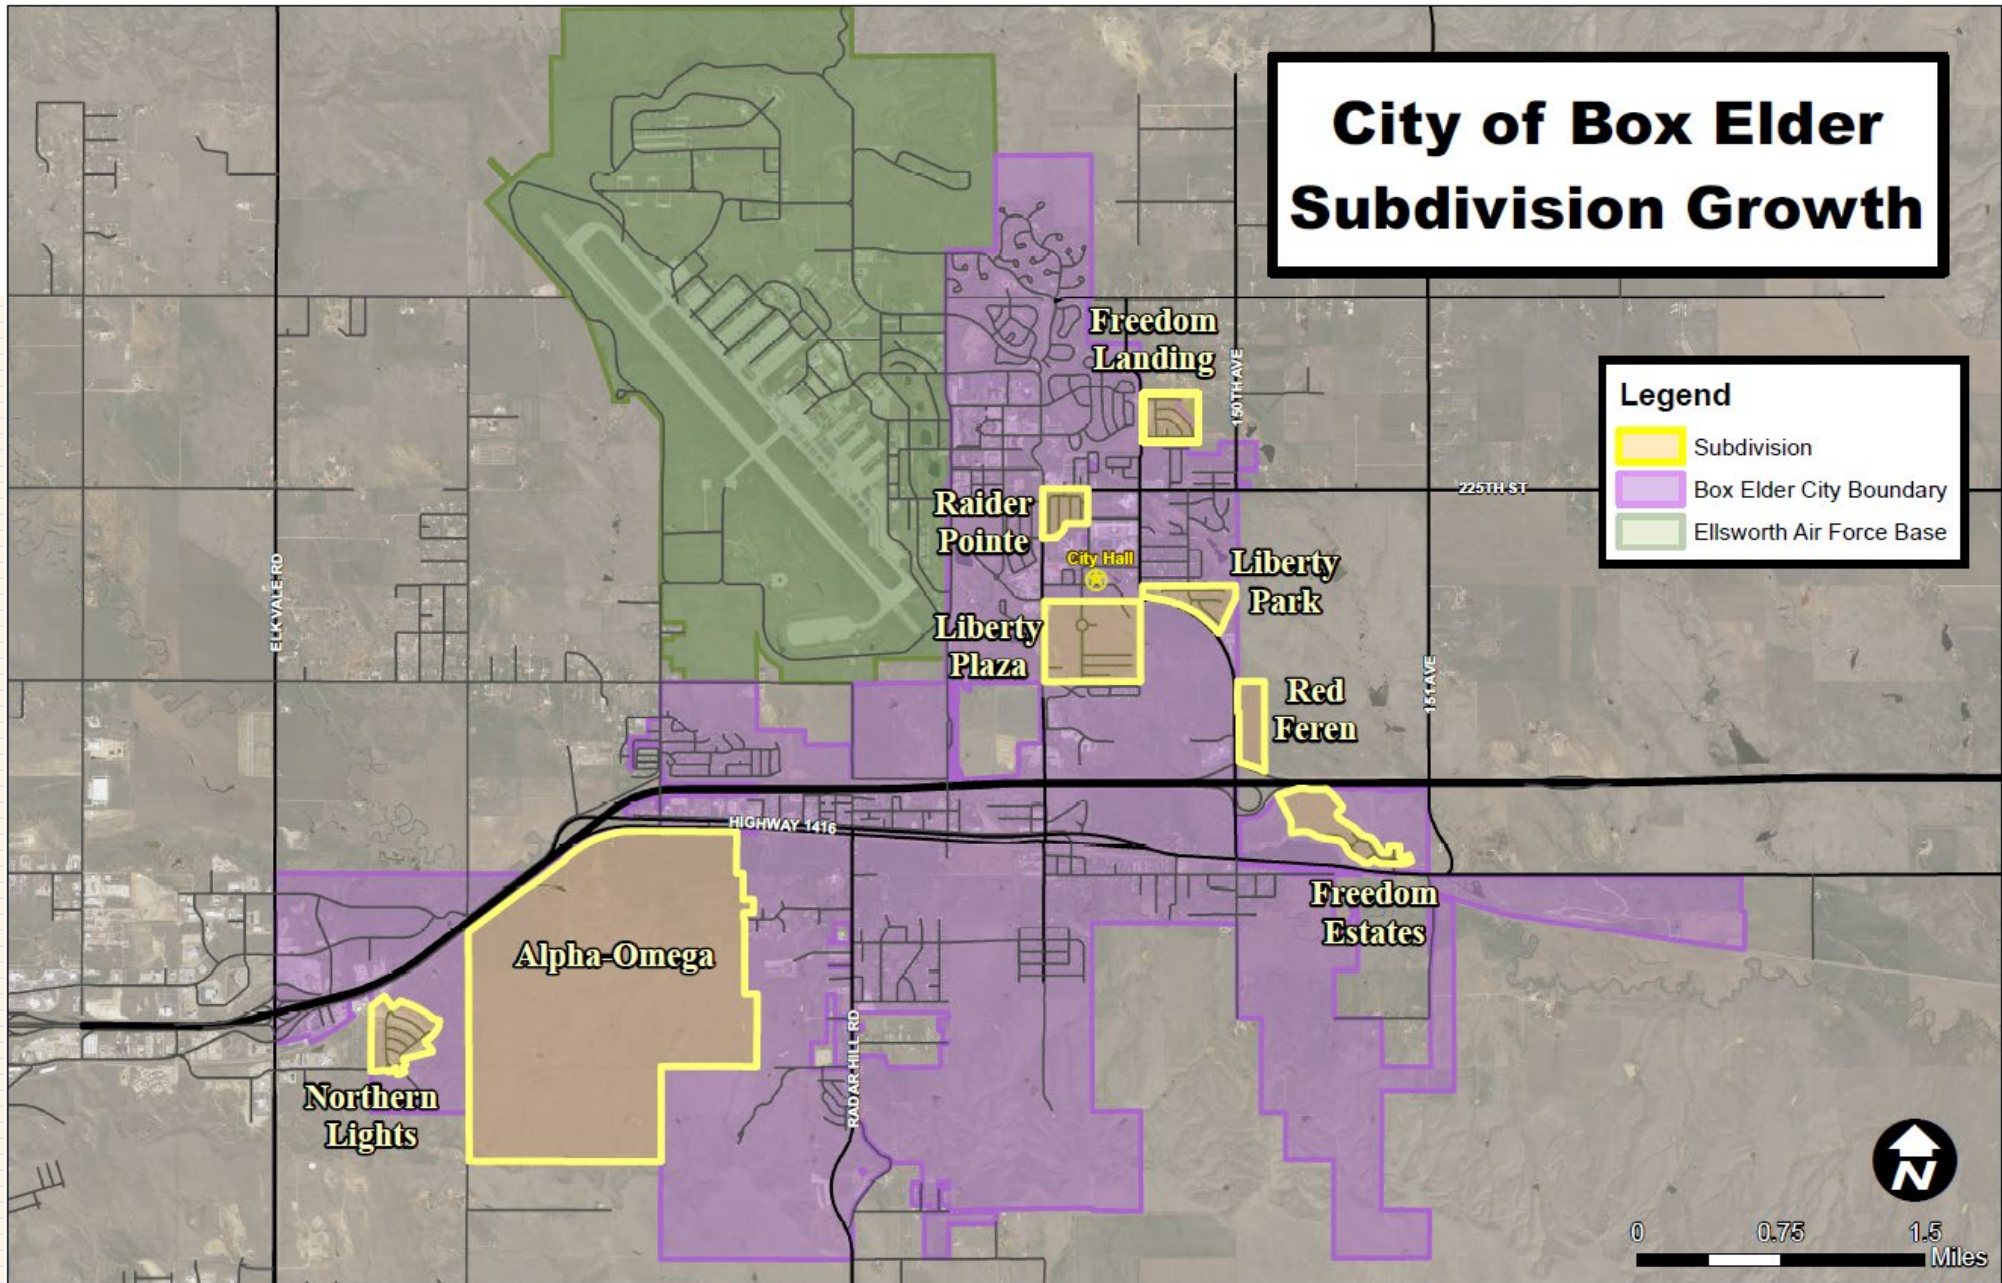 City of Box Elder
Subdivision Growth
Freedom
Landing
150TH AVE
Legend
Subdivision
Box Elder City Boundary
Ellsworth Air Force Base
225TH ST
Raider
Pointe
City Hall
Liberty
Park
ELK VALE RD
Liberty
Plaza
151 AVE
Red
Feren
HIGHWAY 1416
Freedom
Estates
Alpha-Omega
RADAR HILL RD
Northern
Lights
N
0 0.75 1.5
Miles